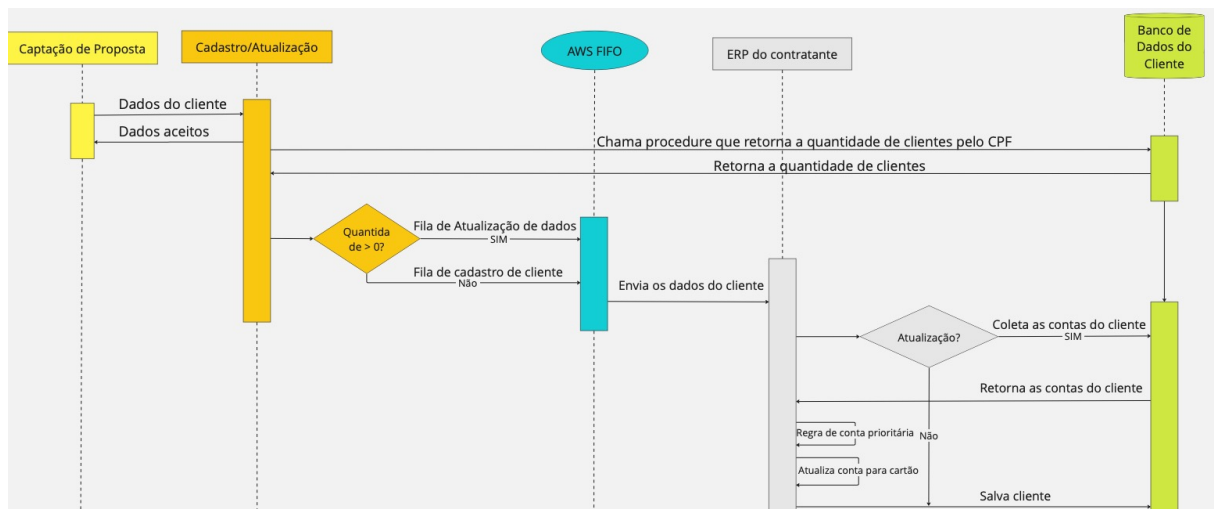 Captação de Proposta
Cadastro/Atualização
AWS FIFO
ERP do contratante
Banco de
Dados do
Cliente
Dados do cliente
Dados aceitos
Chama procedure que retorna a quantidade de clientes pelo CPF
Retorna a quantidade de clientes
Quantida
de > 0?
Fila de Atualização de dados
SIM
Fila de cadastro de cliente
Não
Envia os dados do cliente
Atualização?
Coleta as contas do cliente
SIM
Retorna as contas do cliente
Regra de conta prioritária
Não
Atualiza conta para cartão
Salva cliente